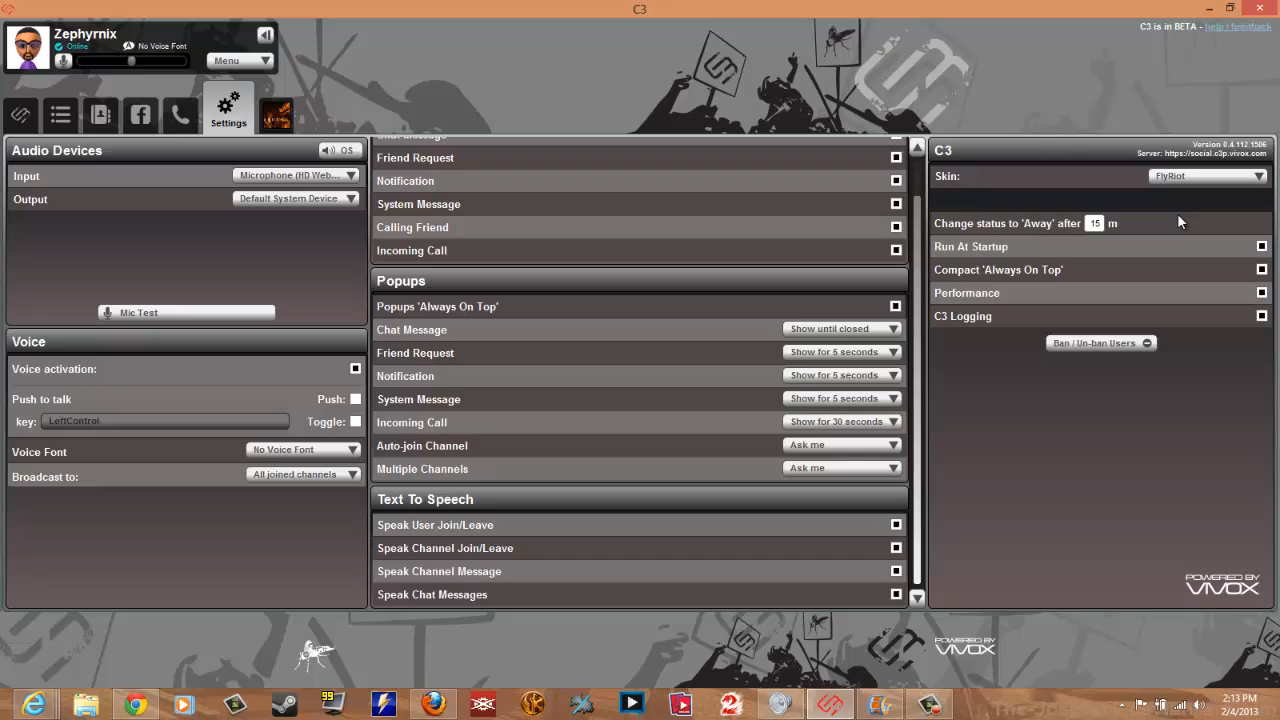 C3
Zephyrnix
Online
No Voice Font
Menu
C3 is in BETA - help / feedback
Settings
Audio Devices
OS
Input
Microphone (HD Web...
Output
Default System Device
Mic Test
Voice
Voice activation:
Push to talk
Push:
key:
LeftControl
Toggle:
Voice Font
No Voice Font
Broadcast to:
All joined channels
Chat Message
Friend Request
Notification
System Message
Calling Friend
Incoming Call
Popups
Popups 'Always On Top'
Chat Message
Show until closed
Friend Request
Show for 5 seconds
Notification
Show for 5 seconds
System Message
Show for 5 seconds
Incoming Call
Show for 30 seconds
Auto-join Channel
Ask me
Multiple Channels
Ask me
Text To Speech
Speak User Join/Leave
Speak Channel Join/Leave
Speak Channel Message
Speak Chat Messages
C3
Version 0.4.112.1506
Server: https://social.c3p.vivox.com
Skin:
FlyRiot
Change status to 'Away' after 15 m
Run At Startup
Compact 'Always On Top'
Performance
C3 Logging
Ban / Un-ban Users
POWERED BY
VIVOX
POWERED BY
VIVOX
99
2:13 PM
2/4/2013